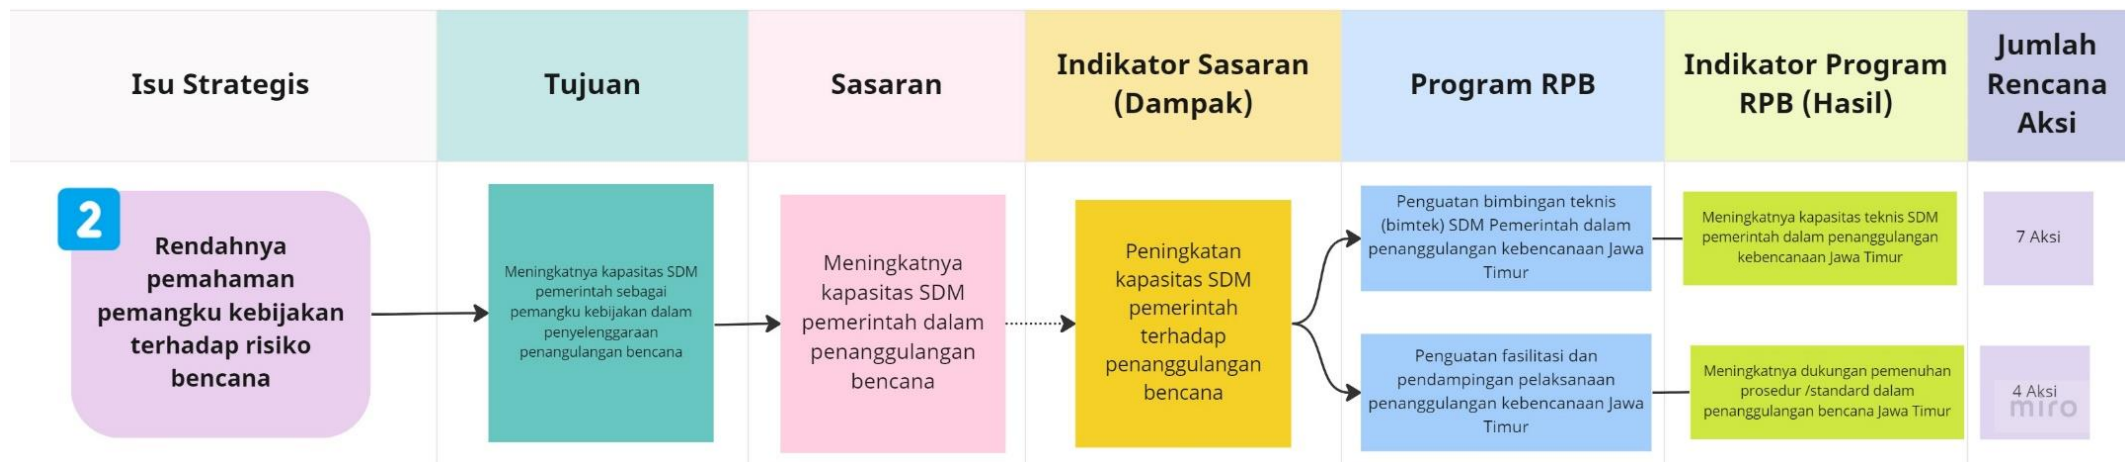 Isu Strategis
Tujuan
Sasaran
Indikator Sasaran
(Dampak)
Program RPB
Indikator Program
RPB (Hasil)
Jumlah
Rencana
Aksi
2
Rendahnya
pemahaman
pemangku kebijakan
terhadap risiko
bencana
Meningkatnya kapasitas SDM
pemerintah sebagai
pemangku kebijakan dalam
penyelenggaraan
penangulangan bencana
Meningkatnya
kapasitas SDM
pemerintah dalam
penanggulangan
bencana
Peningkatan
kapasitas SDM
pemerintah
terhadap
penanggulangan
bencana
Penguatan bimbingan teknis
(bimtek) SDM Pemerintah dalam
penanggulangan kebencanaan Jawa
Timur
Meningkatnya kapasitas teknis SDM
pemerintah dalam penanggulangan
kebencanaan Jawa Timur
7 Aksi
Penguatan fasilitasi dan
pendampingan pelaksanaan
penanggulangan kebencanaan Jawa
Timur
Meningkatnya dukungan pemenuhan
prosedur /standard dalam
penanggulangan bencana Jawa Timur
4 Aksi
miro